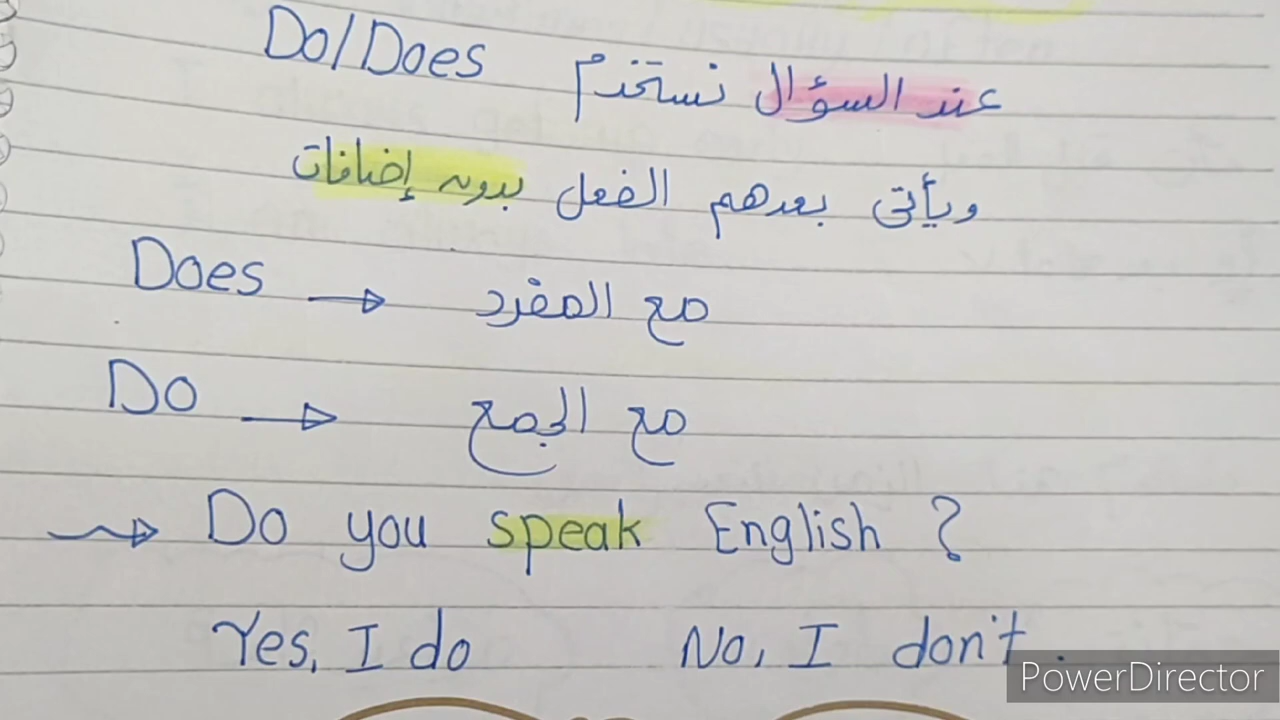 عند السؤال نستخدم Do/Does
ويأتى بعدهم الفعل بدون إضافات
Does → مع المفرد
Do → مع الجمع
Do you speak English ?
Yes, I do No, I don't.
PowerDirector